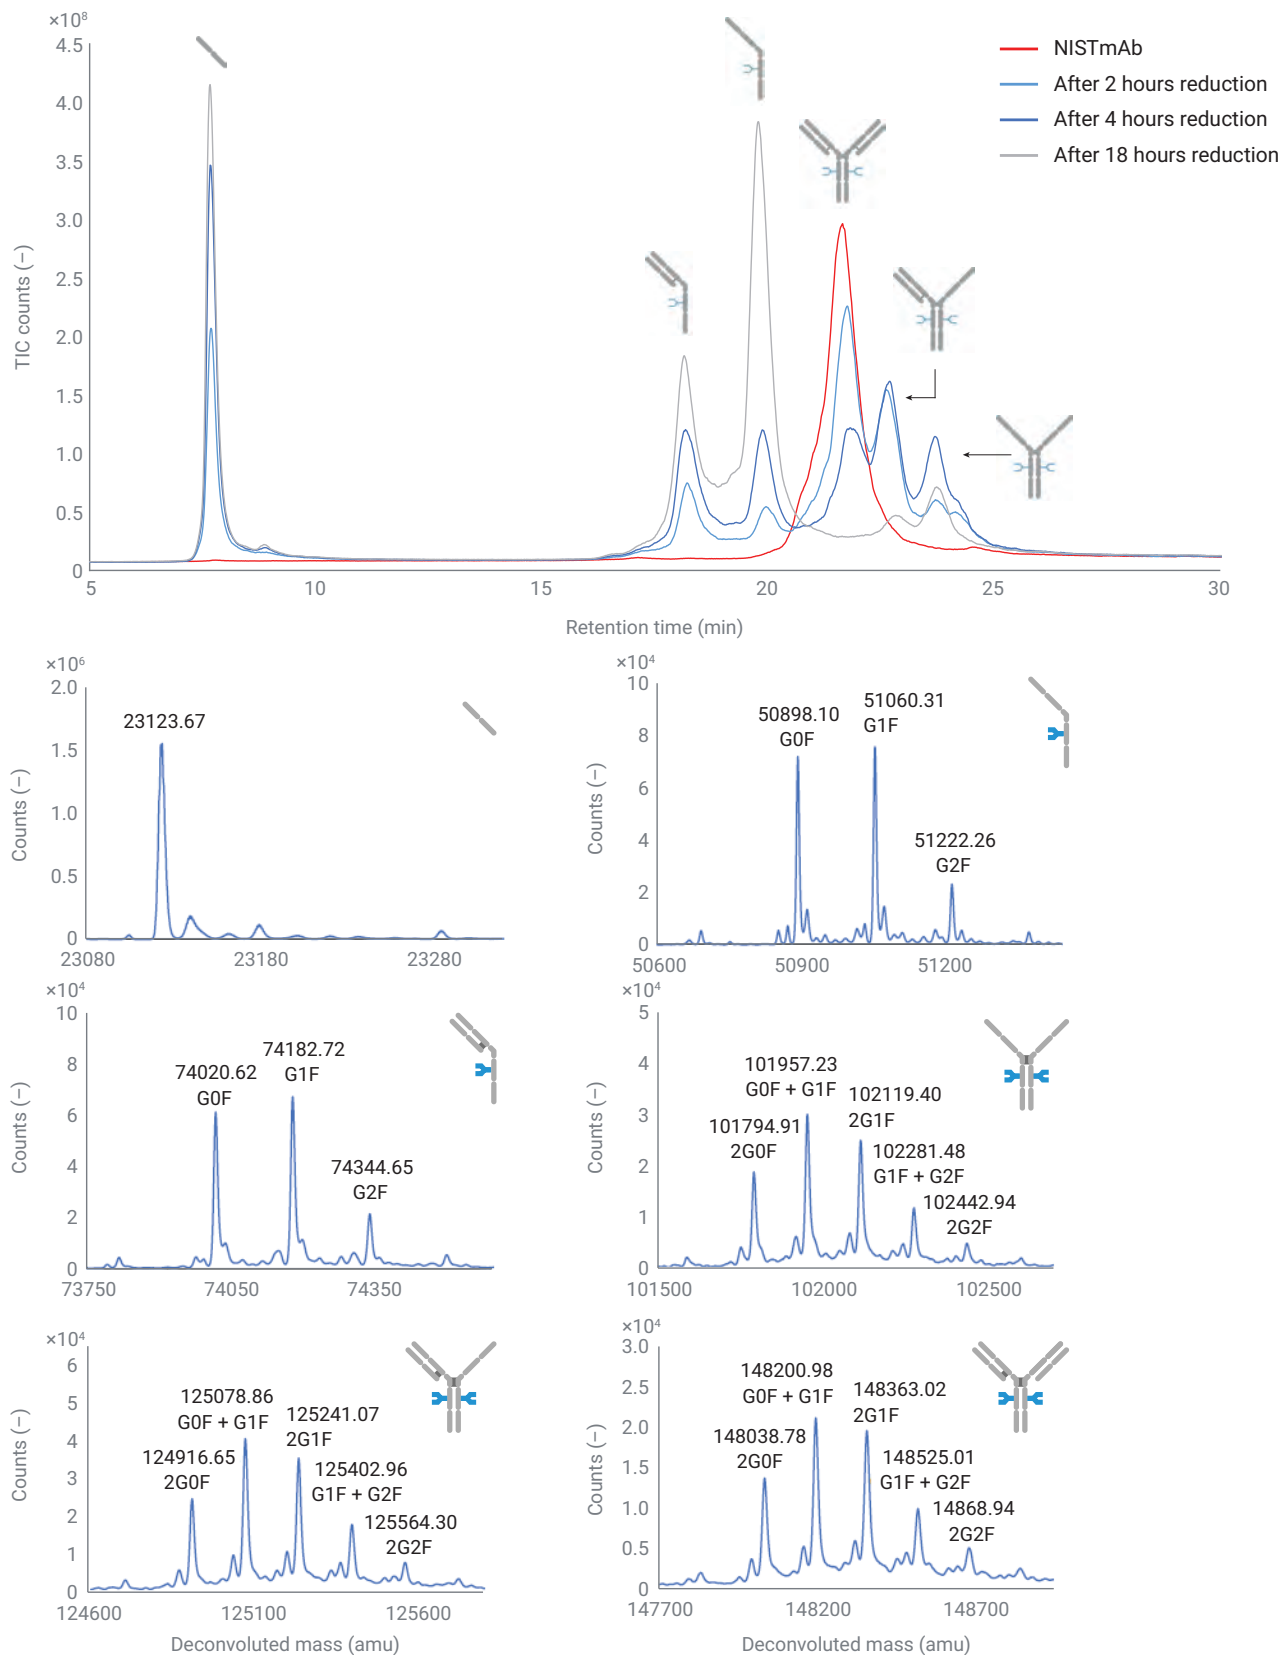 ×10⁸
4.5
4.0
3.5
3.0
2.5
2.0
1.5
1.0
0.5
0
TIC counts (–)
5
10
15
20
25
30
Retention time (min)
NISTmAb
After 2 hours reduction
After 4 hours reduction
After 18 hours reduction
×10⁶
2.0
1.5
1.0
0.5
0
Counts (–)
23123.67
23080
23180
23280
×10⁴
10
8
6
4
2
0
Counts (–)
50898.10
G0F
51060.31
G1F
51222.26
G2F
50600
50900
51200
×10⁴
10
8
6
4
2
0
Counts (–)
74020.62
G0F
74182.72
G1F
74344.65
G2F
73750
74050
74350
×10⁴
5
4
3
2
1
0
Counts (–)
101794.91
2G0F
101957.23
G0F + G1F
102119.40
2G1F
102281.48
G1F + G2F
102442.94
2G2F
101500
102000
102500
×10⁴
6
5
4
3
2
1
0
Counts (–)
124916.65
2G0F
125078.86
G0F + G1F
125241.07
2G1F
125402.96
G1F + G2F
125564.30
2G2F
124600
125100
125600
Deconvoluted mass (amu)
×10⁴
3.0
2.5
2.0
1.5
1.0
0.5
0
Counts (–)
148038.78
2G0F
148200.98
G0F + G1F
148363.02
2G1F
148525.01
G1F + G2F
14868.94
2G2F
147700
148200
148700
Deconvoluted mass (amu)